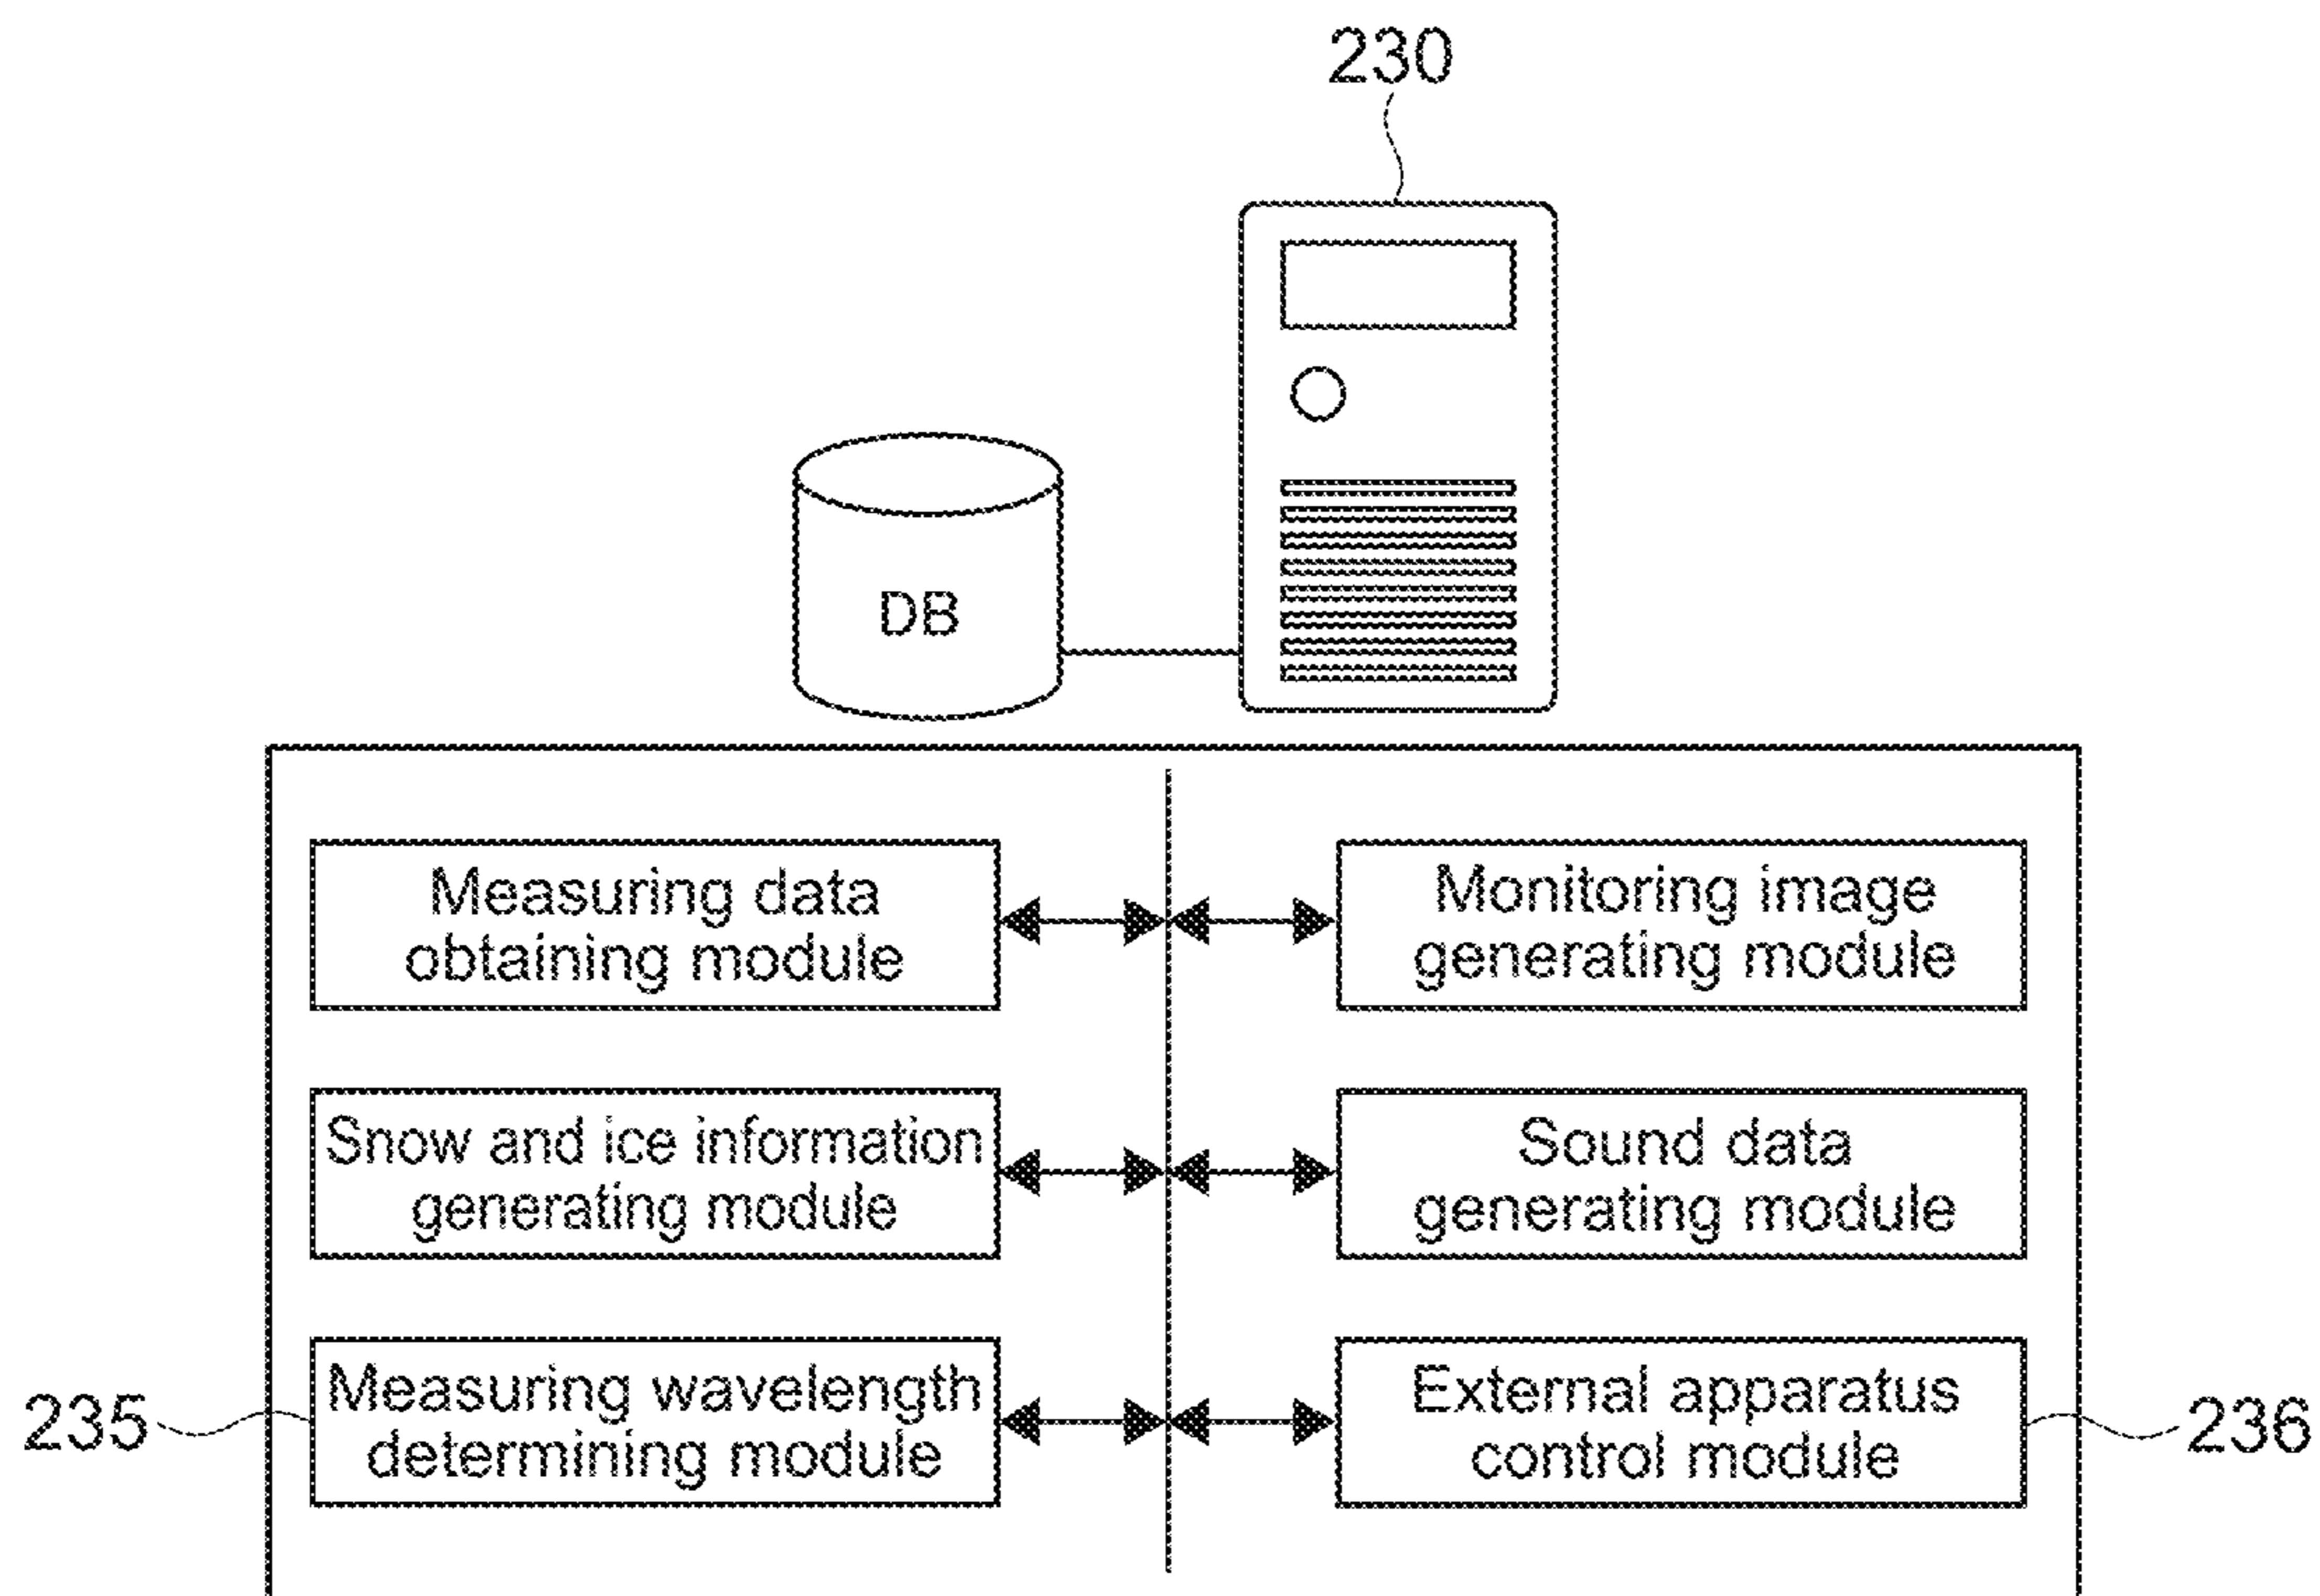 230
DB
Measuring data
obtaining module
Monitoring image
generating module
Snow and ice information
generating module
Sound data
generating module
235
Measuring wavelength
determining module
External apparatus
control module
236